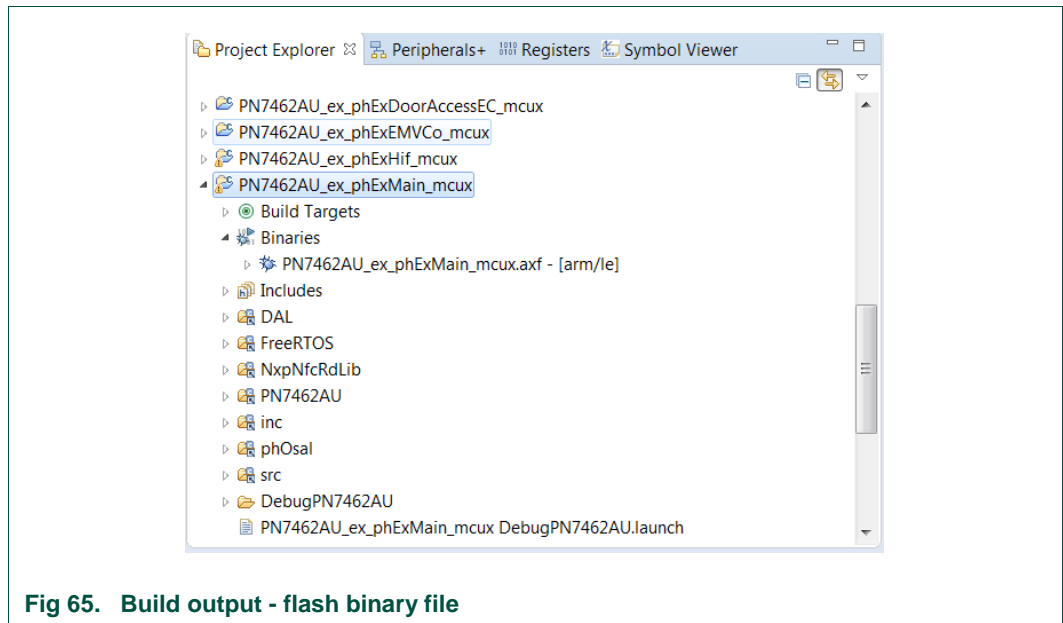 Project Explorer Peripherals+ Registers Symbol Viewer
PN7462AU_ex_phExDoorAccessEC_mcux
PN7462AU_ex_phExEMVCo_mcux
PN7462AU_ex_phExHif_mcux
PN7462AU_ex_phExMain_mcux
Build Targets
Binaries
PN7462AU_ex_phExMain_mcux.axf - [arm/le]
Includes
DAL
FreeRTOS
NxpNfcRdLib
PN7462AU
inc
phOsal
src
DebugPN7462AU
PN7462AU_ex_phExMain_mcux DebugPN7462AU.launch
Fig 65. Build output - flash binary file